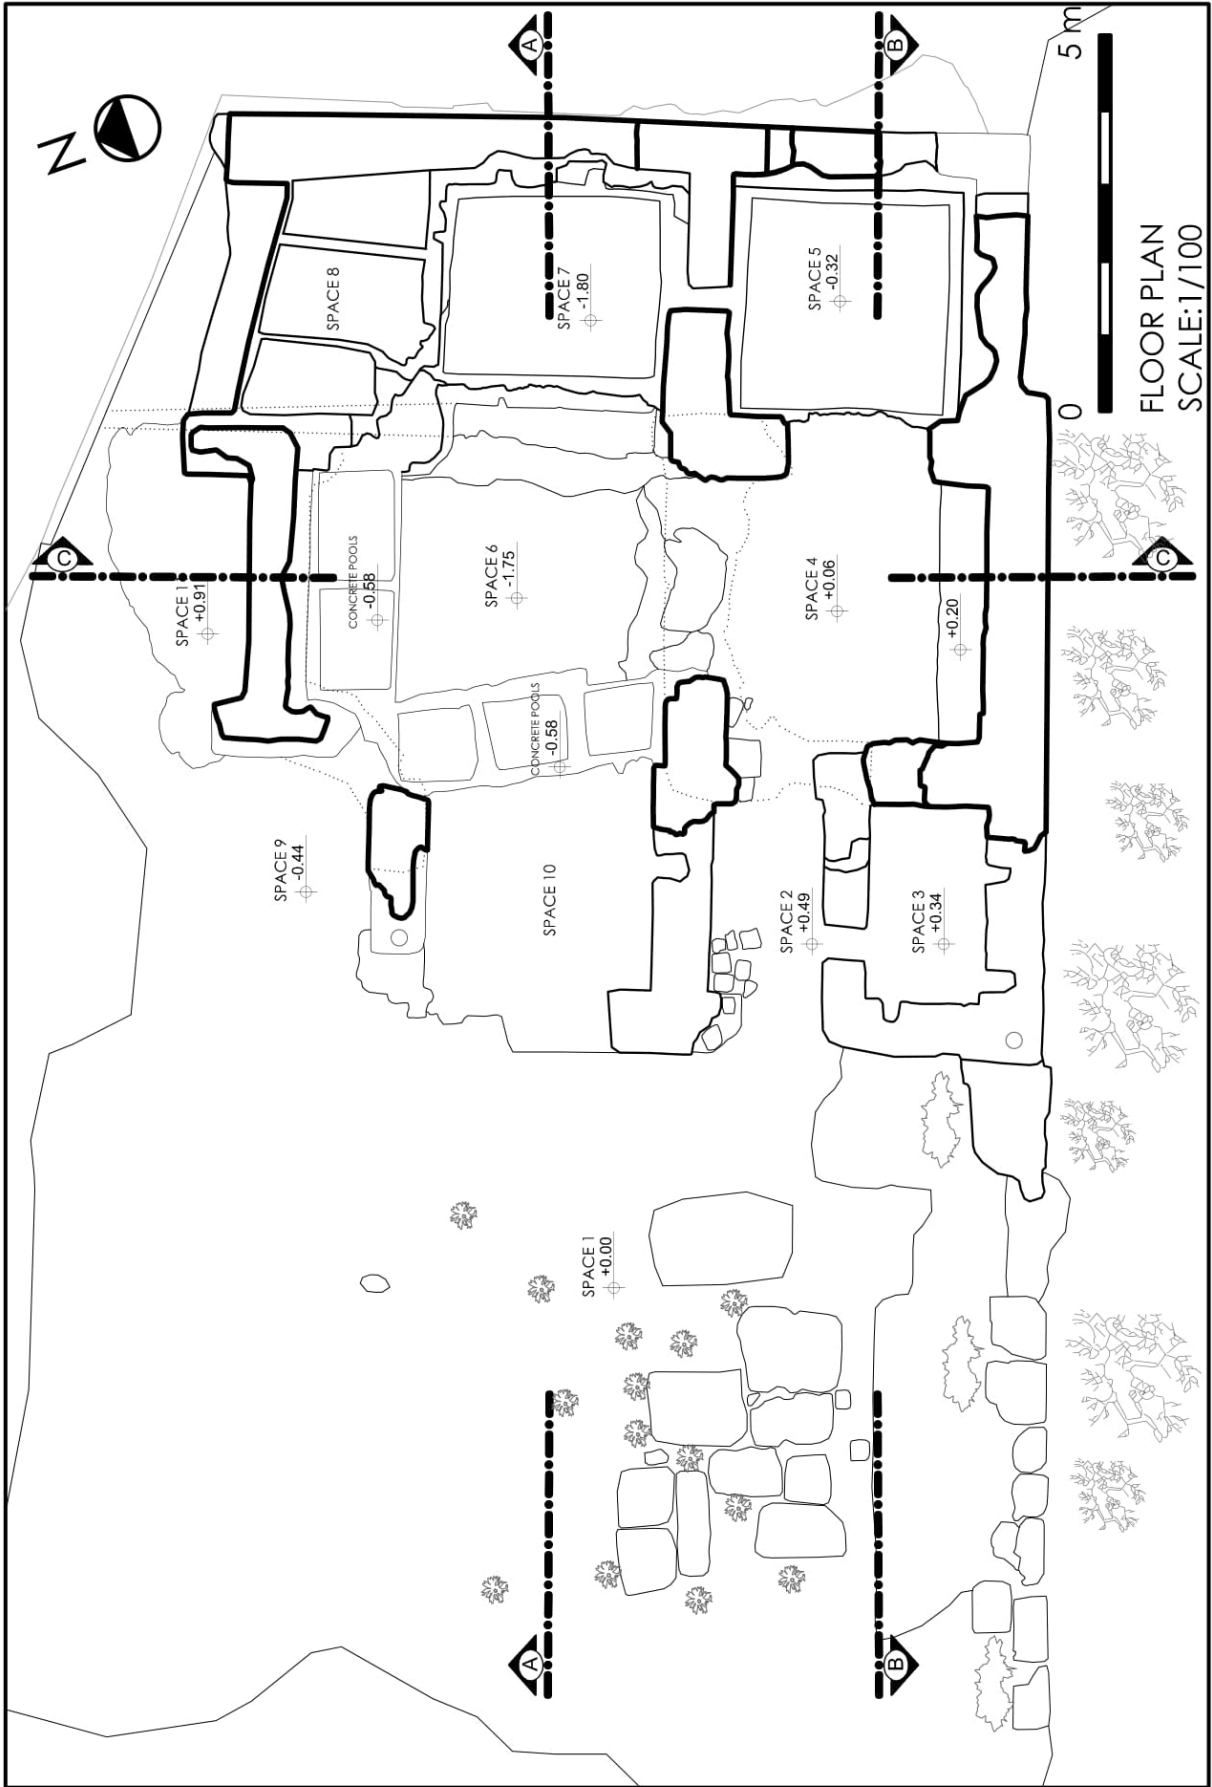 N
C
SPACE 1
+0.91
SPACE 9
-0.44
SPACE 8
CONCRETE POOLS
-0.58
SPACE 6
-1.75
A
A
CONCRETE POOLS
-0.58
SPACE 10
SPACE 7
-1.80
SPACE 1
+0.00
SPACE 2
+0.49
SPACE 4
+0.06
SPACE 5
-0.32
B
B
SPACE 3
+0.34
+0.20
0
5 m
C
FLOOR PLAN
SCALE:1/100